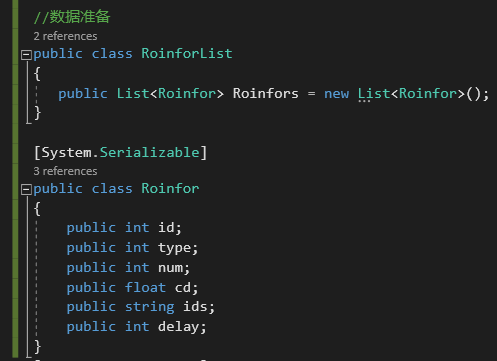 //数据准备
2 references
public class RoinforList
{
public List<Roinfor> Roinfors = new List<Roinfor>();
}
[System.Serializable]
3 references
public class Roinfor
{
public int id;
public int type;
public int num;
public float cd;
public string ids;
public int delay;
}